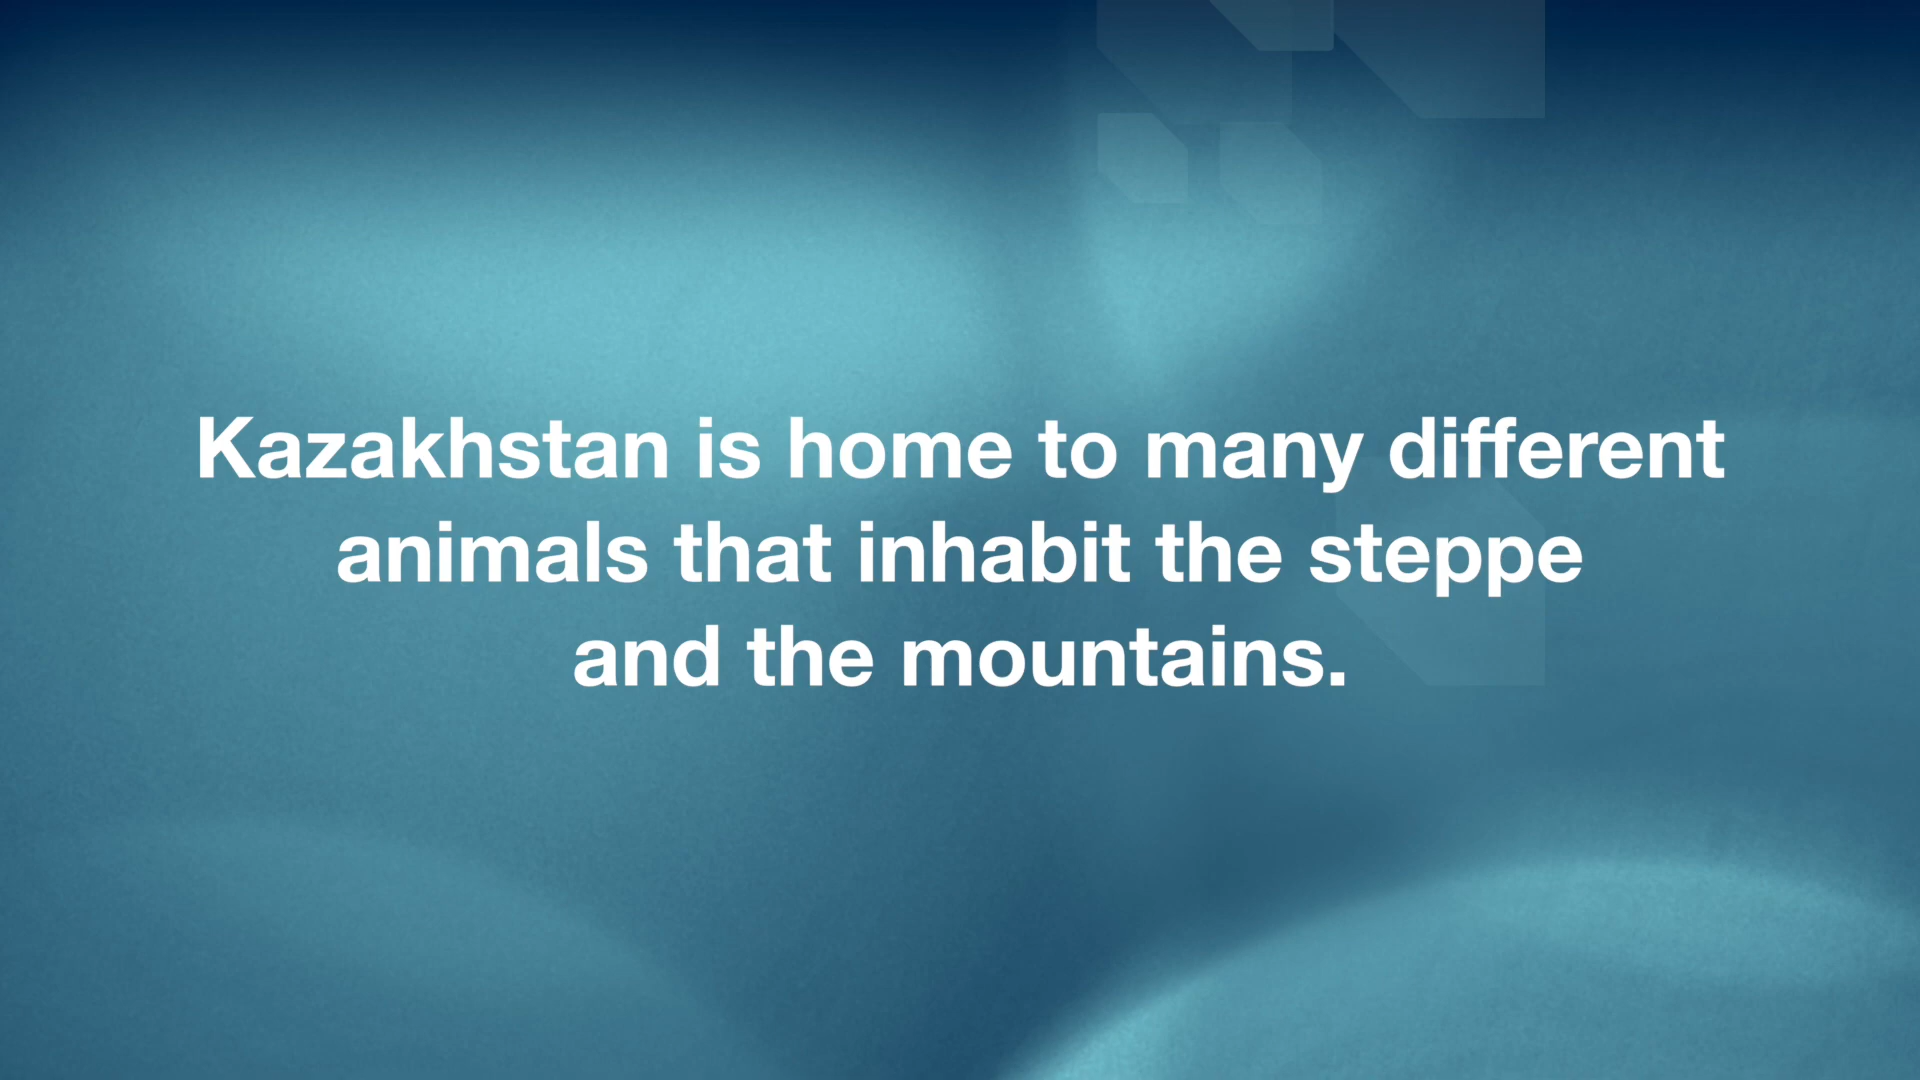 Kazakhstan is home to many different
animals that inhabit the steppe
and the mountains.